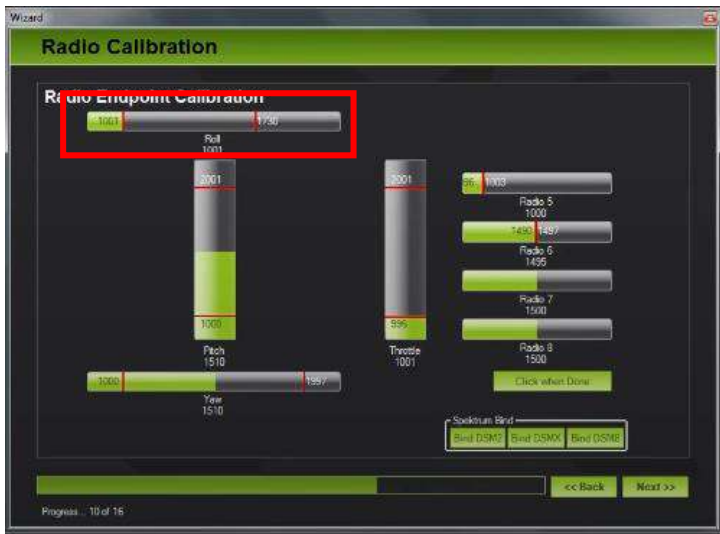 Wizard
Radio Calibration
Radio Endpoint Calibration
1001 1730
Roll
1001
2001
1000
Pitch
1510
2001
996
Throttle
1001
1003
Radio 5
1000
1490 1497
Radio 6
1495
Radio 7
1500
Radio 8
1500
1000 1997
Yaw
1510
Click when Done
Spektrum Bind
Bind DSM2 Bind DSMX Bind DSM8
<< Back Next >>
Progress... 10 of 16